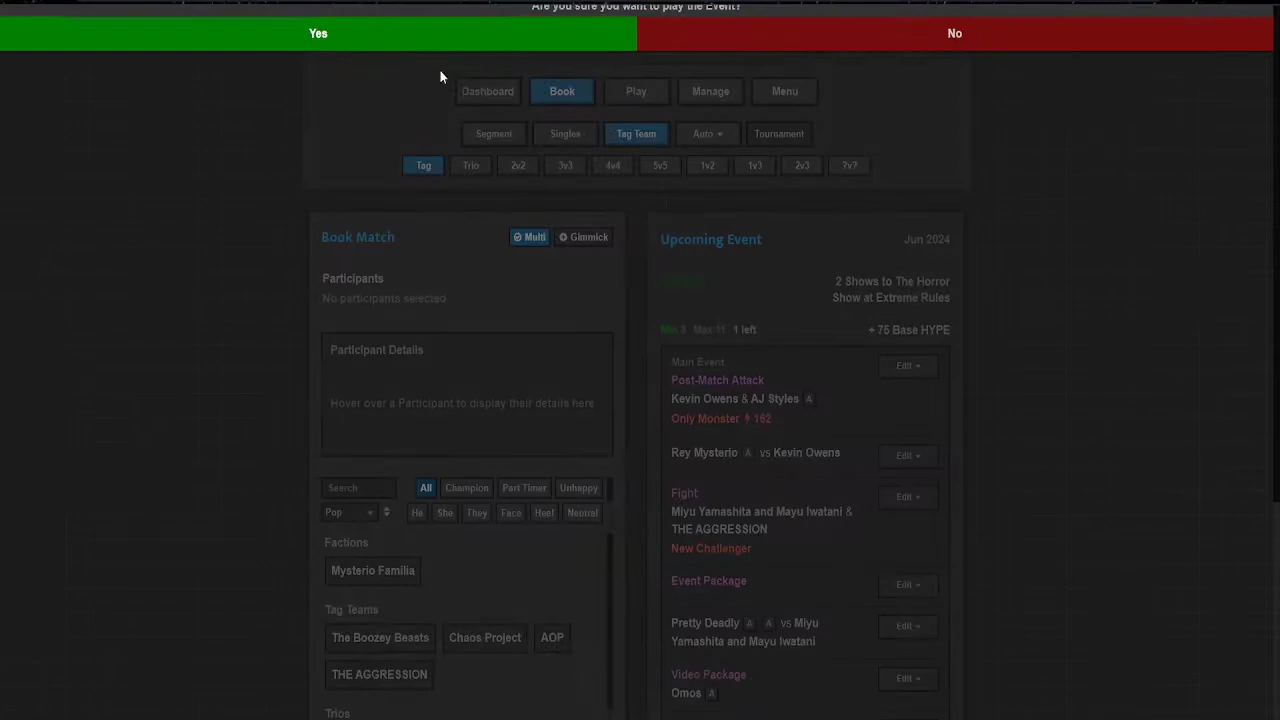 Are you sure you want to play the Event?
Yes
No
Dashboard Book Play Manage Menu
Segment Singles Tag Team Auto Tournament
Tag Trio 2v2 3v3 4v4 5v5 1v2 1v3 2v3 ?v?
Book Match Multi Gimmick
Participants
No participants selected
Participant Details
Hover over a Participant to display their details here
Search All Champion Part Timer Unhappy
Pop He She They Face Heel Neutral
Factions
Mysterio Familia
Tag Teams
The Boozey Beasts Chaos Project AOP
THE AGGRESSION
Trios
Upcoming Event Jun 2024
2 Shows to The Horror
Show at Extreme Rules
Max 11 1 left + 75 Base HYPE
Main Event Edit
Post-Match Attack
Kevin Owens & AJ Styles A
Only Monster 162
Rey Mysterio A vs Kevin Owens Edit
Fight Edit
Miyu Yamashita and Mayu Iwatani &
THE AGGRESSION
New Challenger
Event Package Edit
Pretty Deadly A A vs Miyu Edit
Yamashita and Mayu Iwatani
Video Package Edit
Omos A